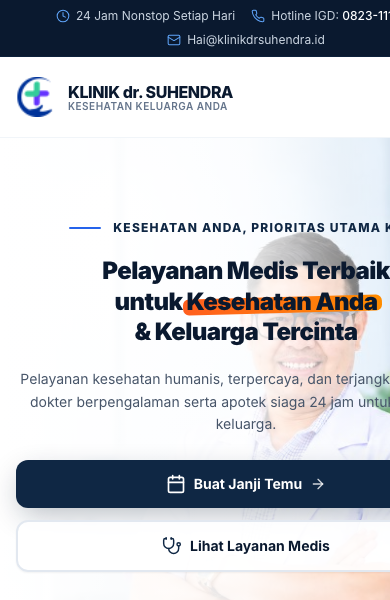 24 Jam Nonstop Setiap Hari Hotline IGD: 0823-11
Hai@klinikdrsuhendra.id
KLINIK dr. SUHENDRA
KESEHATAN KELUARGA ANDA
KESEHATAN ANDA, PRIORITAS UTAMA K
Pelayanan Medis Terbaik
untuk Kesehatan Anda
& Keluarga Tercinta
Pelayanan kesehatan humanis, terpercaya, dan terjangk
dokter berpengalaman serta apotek siaga 24 jam untu
keluarga.
Buat Janji Temu
Lihat Layanan Medis